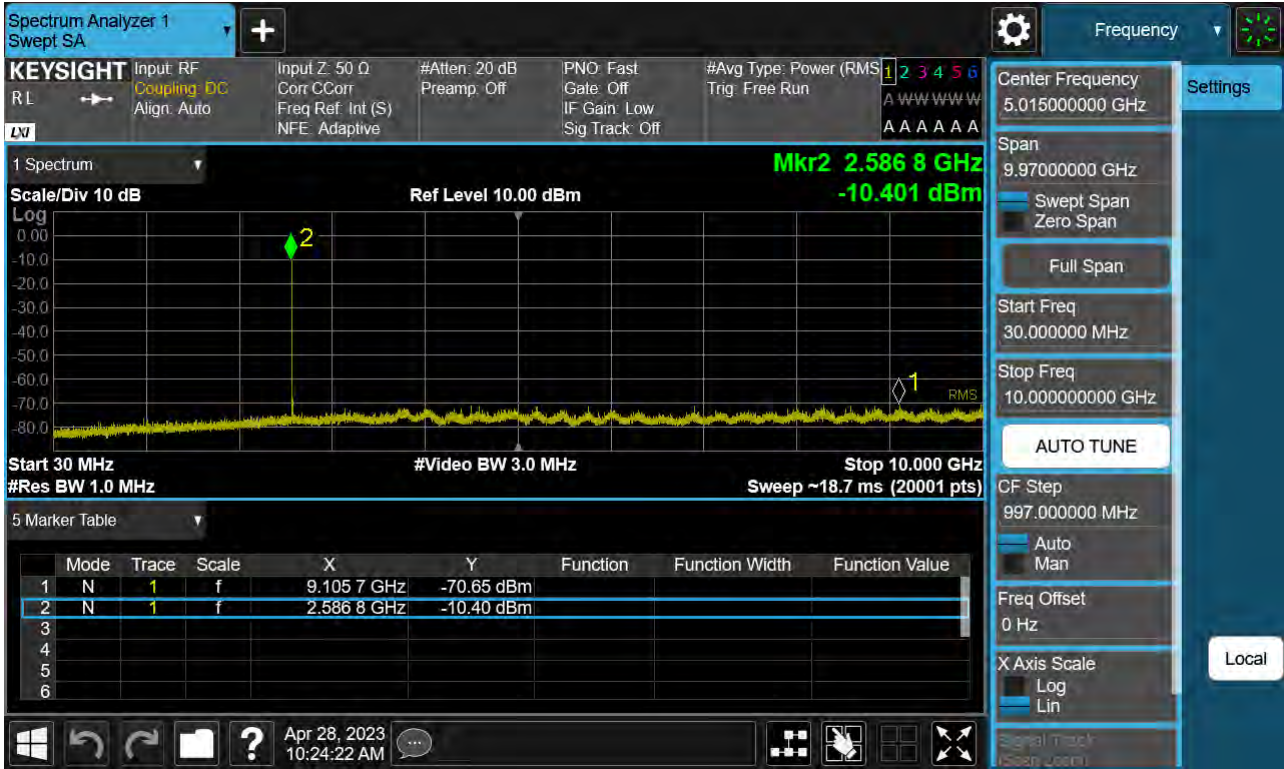 Spectrum Analyzer 1
Swept SA
+
Frequency
KEYSIGHT
RL
LXI
Input: RF
Coupling: DC
Align: Auto
Input Z: 50 Ω
Corr CCorr
Freq Ref: Int (S)
NFE: Adaptive
#Atten: 20 dB
Preamp: Off
PNO: Fast
Gate: Off
IF Gain: Low
Sig Track: Off
#Avg Type: Power (RMS
Trig: Free Run
1 2 3 4 5 6
A W W W W W
A A A A A A
1 Spectrum
Scale/Div 10 dB
Ref Level 10.00 dBm
Mkr2 2.586 8 GHz
-10.401 dBm
Log
0.00
-10.0
-20.0
-30.0
-40.0
-50.0
-60.0
-70.0
-80.0
2
1
RMS
Start 30 MHz
#Video BW 3.0 MHz
Stop 10.000 GHz
#Res BW 1.0 MHz
Sweep ~18.7 ms (20001 pts)
5 Marker Table
Mode Trace Scale X Y Function Function Width Function Value
1 N 1 f 9.105 7 GHz -70.65 dBm
2 N 1 f 2.586 8 GHz -10.40 dBm
3
4
5
6
Apr 28, 2023
10:24:22 AM
Center Frequency
5.015000000 GHz
Span
9.97000000 GHz
Swept Span
Zero Span
Full Span
Start Freq
30.000000 MHz
Stop Freq
10.000000000 GHz
AUTO TUNE
CF Step
997.000000 MHz
Auto
Man
Freq Offset
0 Hz
X Axis Scale
Log
Lin
Signal Track
(Span Zoom)
Settings
Local